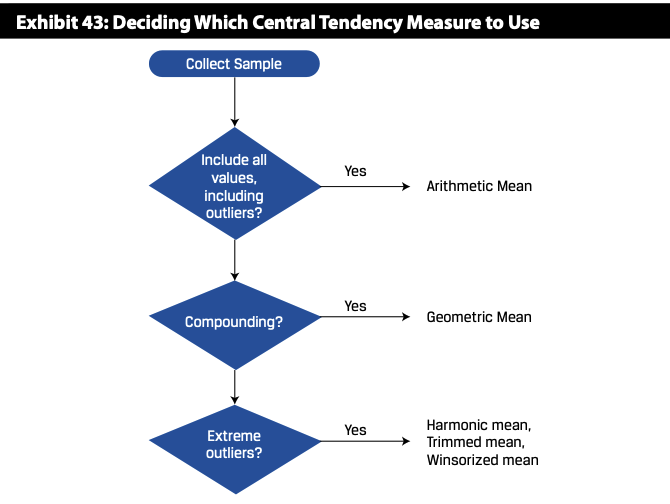 Exhibit 43: Deciding Which Central Tendency Measure to Use
Collect Sample
Include all
values,
including
outliers?
Yes
Arithmetic Mean
Compounding?
Yes
Geometric Mean
Extreme
outliers?
Yes
Harmonic mean,
Trimmed mean,
Winsorized mean